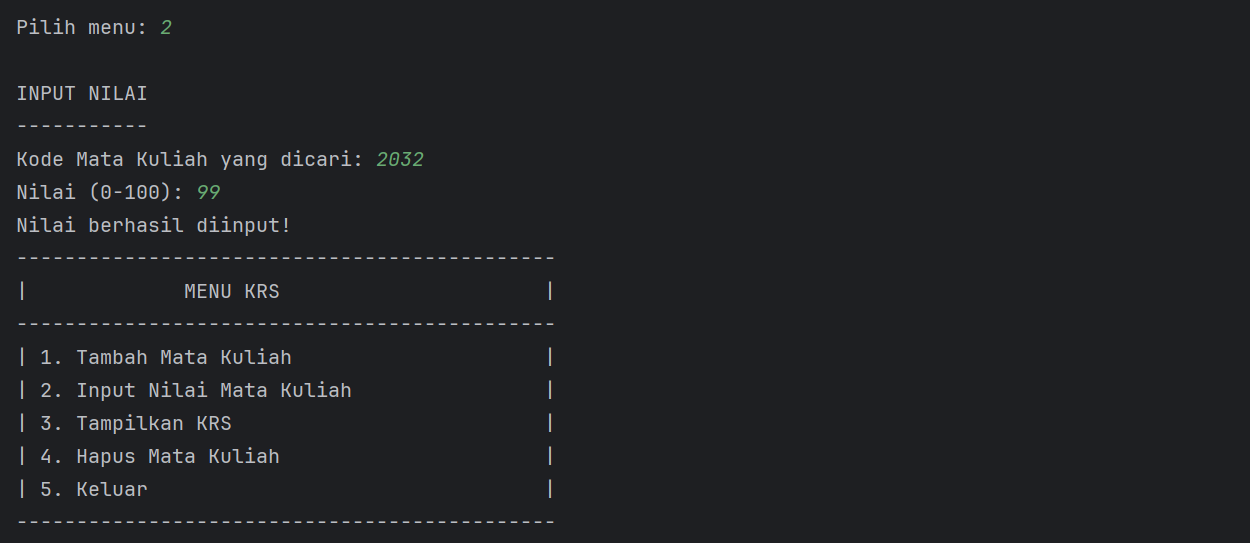 Pilih menu: 2
INPUT NILAI
-----------
Kode Mata Kuliah yang dicari: 2032
Nilai (0-100): 99
Nilai berhasil diinput!
---------------------------------------------
|             MENU KRS                      |
---------------------------------------------
| 1. Tambah Mata Kuliah                     |
| 2. Input Nilai Mata Kuliah                |
| 3. Tampilkan KRS                          |
| 4. Hapus Mata Kuliah                      |
| 5. Keluar                                 |
---------------------------------------------